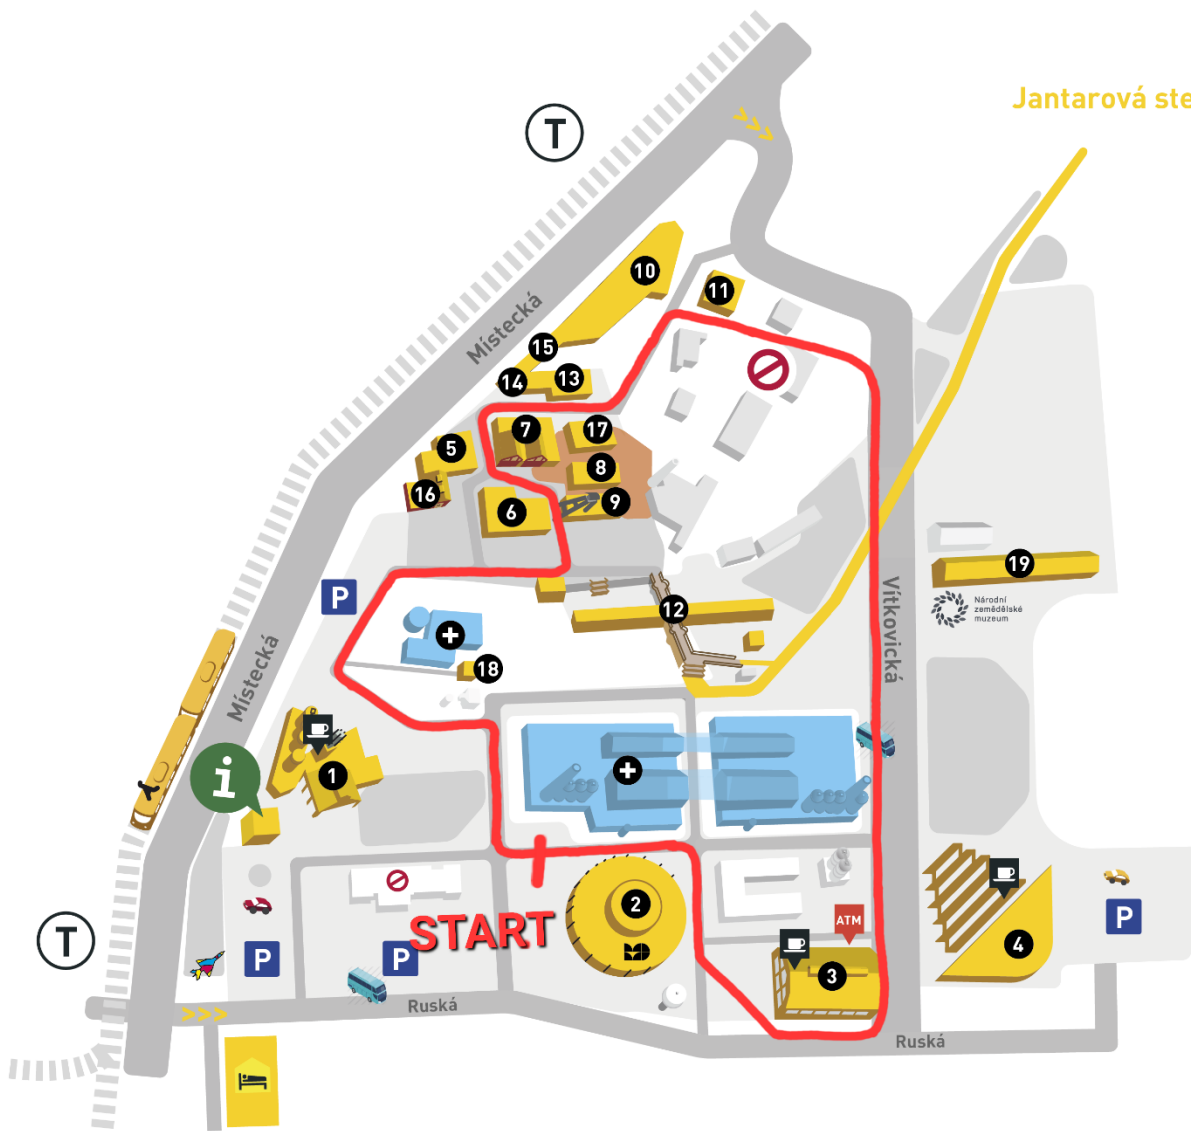 T
Jantarová ste
10
11
Místecká
15
14
13
7
17
5
8
16
9
6
P
12
19
Vítkovická
Národní
zemědělské
muzeum
18
Místecká
i
1
START
2
ATM
4
P
3
T
P
P
Ruská
Ruská